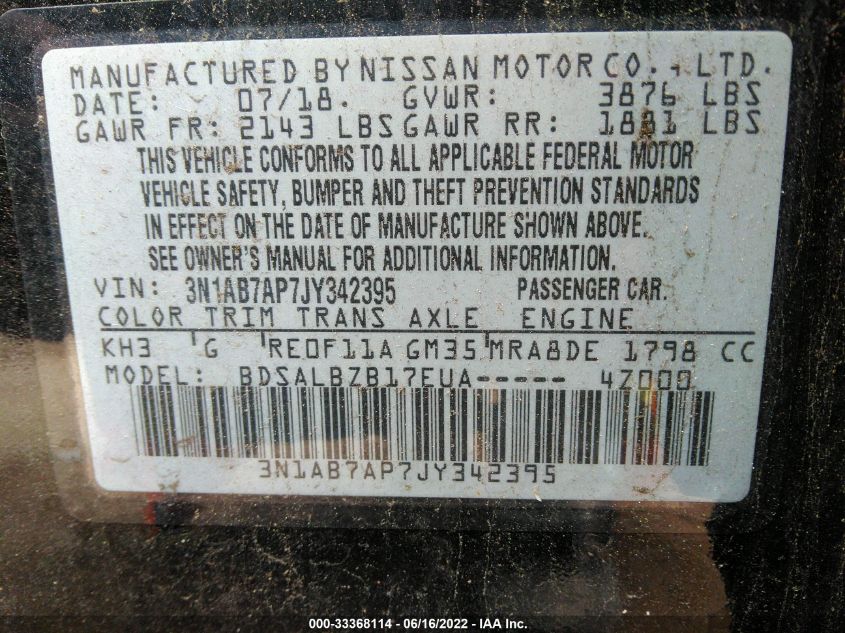 MANUFACTURED BY NISSAN MOTOR CO., LTD.
DATE: 07/18. GVWR: 3876 LBS
GAWR FR: 2143 LBS GAWR RR: 1881 LBS
THIS VEHICLE CONFORMS TO ALL APPLICABLE FEDERAL MOTOR
VEHICLE SAFETY, BUMPER AND THEFT PREVENTION STANDARDS
IN EFFECT ON THE DATE OF MANUFACTURE SHOWN ABOVE.
SEE OWNER'S MANUAL FOR ADDITIONAL INFORMATION.
VIN: 3N1AB7AP7JY342395 PASSENGER CAR.
COLOR TRIM TRANS AXLE ENGINE
KH3 'G 'RE0F11A GM35'MRA8DE 1798 CC
MODEL: BDSALBZB17EUA----- 4Z000
3N1AB7AP7JY342395
000-33368114 - 06/16/2022 - IAA Inc.